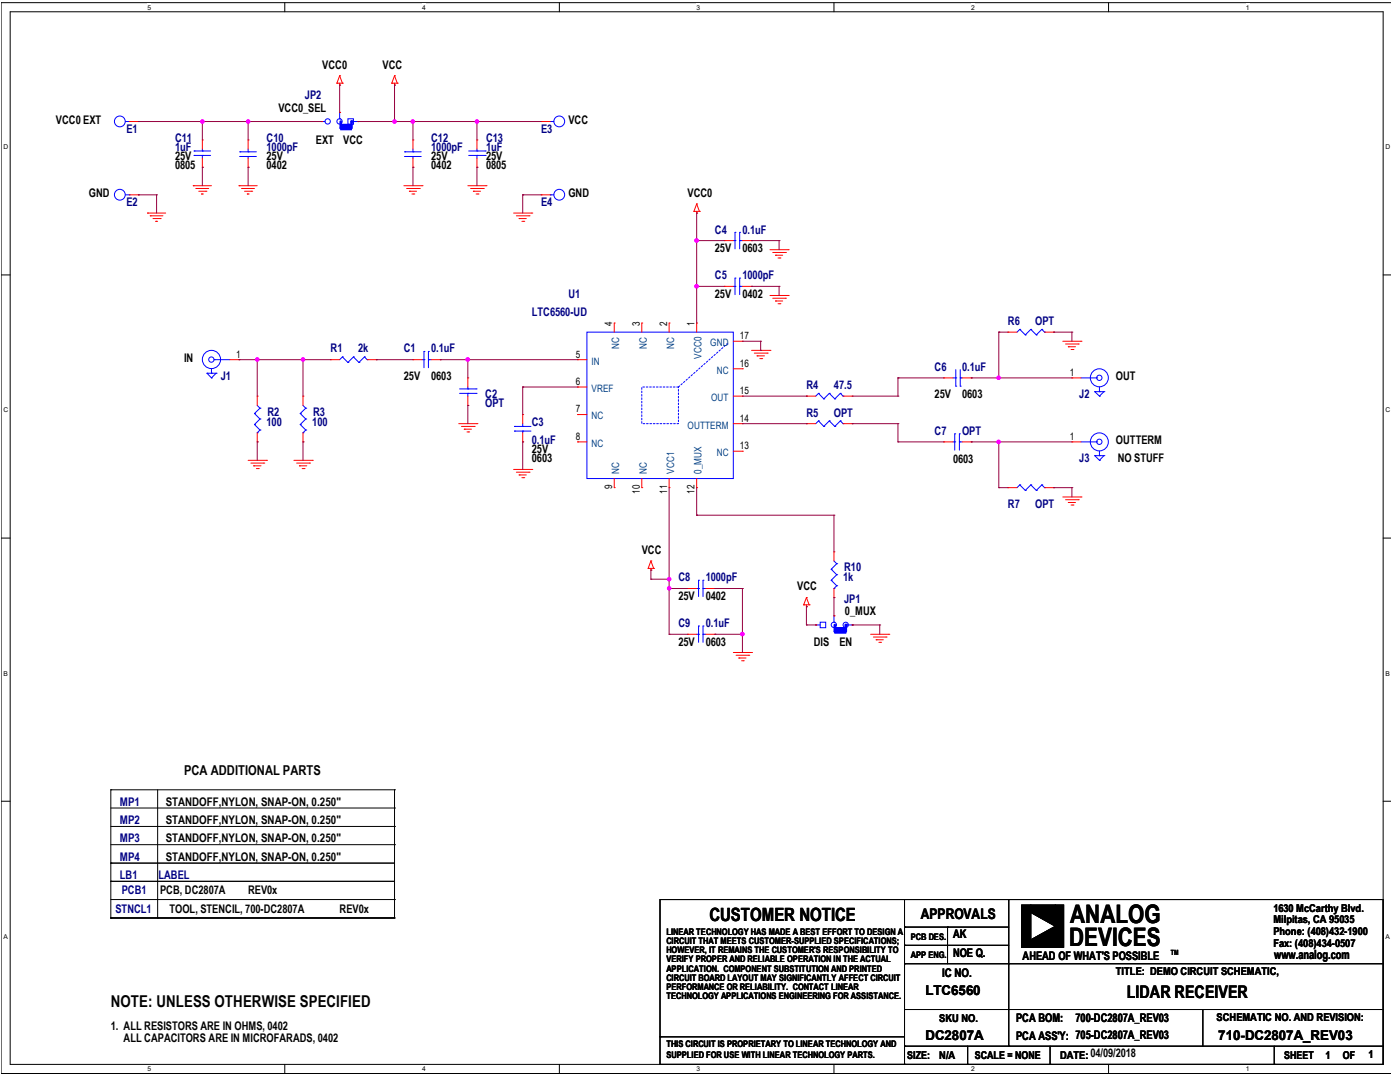 5 4 3 2 1
D D
C C
B B
A A
VCC0 VCC
JP2
VCC0_SEL
VCC0 EXT
E1
EXT VCC
E3
VCC
C11
1uF
25V
0805
C10
1000pF
25V
0402
C12
1000pF
25V
0402
C13
1uF
25V
0805
GND
E2
E4
GND
VCC0
C4 0.1uF
25V 0603
C5 1000pF
25V 0402
U1
LTC6560-UD
4 3 2 1
NC NC NC VCC0
GND 17
NC 16
OUT 15
OUTTERM 14
NC 13
5 IN
6 VREF
7 NC
8 NC
NC NC VCC1 0_MUX
9 10 11 12
IN
1
J1
R1 2k
C1 0.1uF
25V 0603
R2
100
R3
100
C2
OPT
C3
0.1uF
25V
0603
R4 47.5
R5 OPT
C6 0.1uF
25V 0603
C7 OPT
0603
R6 OPT
1
OUT
J2
1
OUTTERM
J3
NO STUFF
R7 OPT
VCC
C8 1000pF
25V 0402
C9 0.1uF
25V 0603
R10
1k
VCC
JP1
0_MUX
DIS EN
PCA ADDITIONAL PARTS
MP1 STANDOFF,NYLON, SNAP-ON, 0.250"
MP2 STANDOFF,NYLON, SNAP-ON, 0.250"
MP3 STANDOFF,NYLON, SNAP-ON, 0.250"
MP4 STANDOFF,NYLON, SNAP-ON, 0.250"
LB1 LABEL
PCB1 PCB, DC2807A REV0x
STNCL1 TOOL, STENCIL, 700-DC2807A REV0x
NOTE: UNLESS OTHERWISE SPECIFIED
1. ALL RESISTORS ARE IN OHMS, 0402
ALL CAPACITORS ARE IN MICROFARADS, 0402
CUSTOMER NOTICE
LINEAR TECHNOLOGY HAS MADE A BEST EFFORT TO DESIGN A
CIRCUIT THAT MEETS CUSTOMER-SUPPLIED SPECIFICATIONS;
HOWEVER, IT REMAINS THE CUSTOMER'S RESPONSIBILITY TO
VERIFY PROPER AND RELIABLE OPERATION IN THE ACTUAL
APPLICATION. COMPONENT SUBSTITUTION AND PRINTED
CIRCUIT BOARD LAYOUT MAY SIGNIFICANTLY AFFECT CIRCUIT
PERFORMANCE OR RELIABILITY. CONTACT LINEAR
TECHNOLOGY APPLICATIONS ENGINEERING FOR ASSISTANCE.
THIS CIRCUIT IS PROPRIETARY TO LINEAR TECHNOLOGY AND
SUPPLIED FOR USE WITH LINEAR TECHNOLOGY PARTS.
APPROVALS
PCB DES. AK
APP ENG. NOE Q.
IC NO.
LTC6560
SKU NO.
DC2807A
SIZE: N/A
SCALE = NONE
ANALOG
DEVICES
AHEAD OF WHAT'S POSSIBLE TM
1630 McCarthy Blvd.
Milpitas, CA 95035
Phone: (408)432-1900
Fax: (408)434-0507
www.analog.com
TITLE: DEMO CIRCUIT SCHEMATIC,
LIDAR RECEIVER
PCA BOM: 700-DC2807A_REV03
PCA ASS'Y: 705-DC2807A_REV03
SCHEMATIC NO. AND REVISION:
710-DC2807A_REV03
DATE: 04/09/2018
SHEET 1 OF 1
5 4 3 2 1